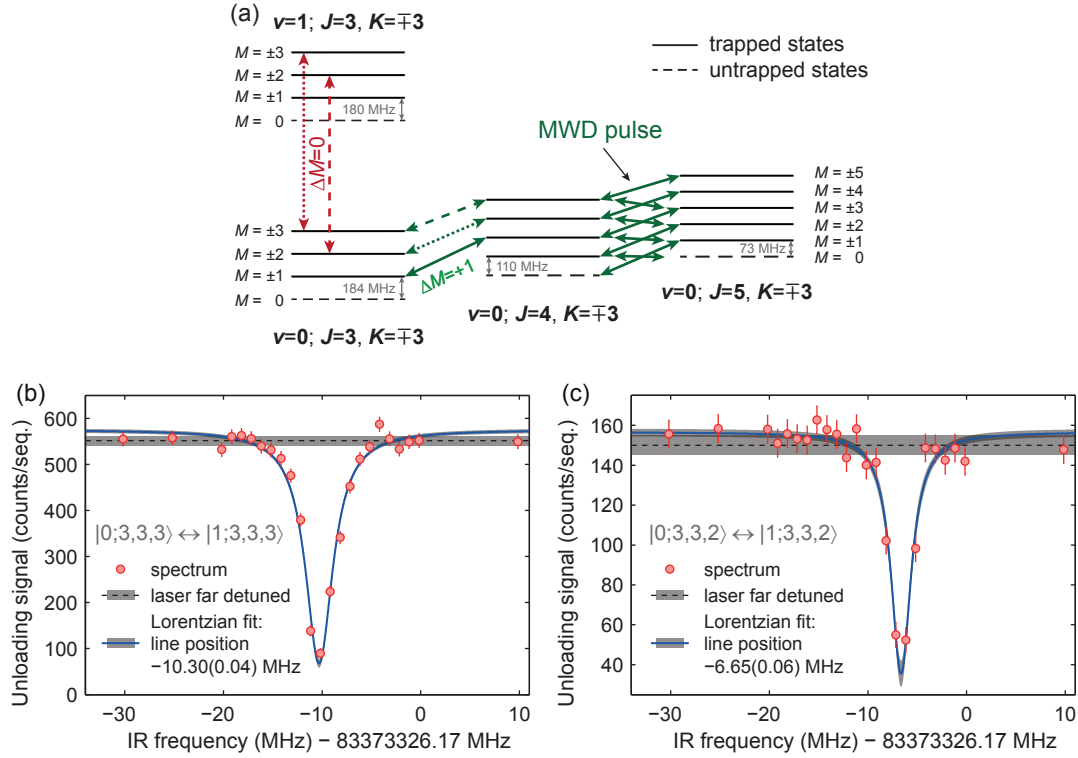 (a)
v=1; J=3, K=∓3
M = ±3
M = ±2
M = ±1
M = 0
180 MHz
trapped states
untrapped states
ΔM=0
MWD pulse
M = ±3
M = ±2
M = ±1
M = 0
184 MHz
ΔM=+1
110 MHz
73 MHz
M = ±5
M = ±4
M = ±3
M = ±2
M = ±1
M = 0
v=0; J=3, K=∓3
v=0; J=4, K=∓3
v=0; J=5, K=∓3
(b)
Unloading signal (counts/seq.)
600
500
400
300
200
100
0
|0;3,3,3⟩ ↔ |1;3,3,3⟩
spectrum
laser far detuned
Lorentzian fit:
line position
−10.30(0.04) MHz
−30
−20
−10
0
10
IR frequency (MHz) − 83373326.17 MHz
(c)
Unloading signal (counts/seq.)
160
140
120
100
80
60
40
|0;3,3,2⟩ ↔ |1;3,3,2⟩
spectrum
laser far detuned
Lorentzian fit:
line position
−6.65(0.06) MHz
−30
−20
−10
0
10
IR frequency (MHz) − 83373326.17 MHz